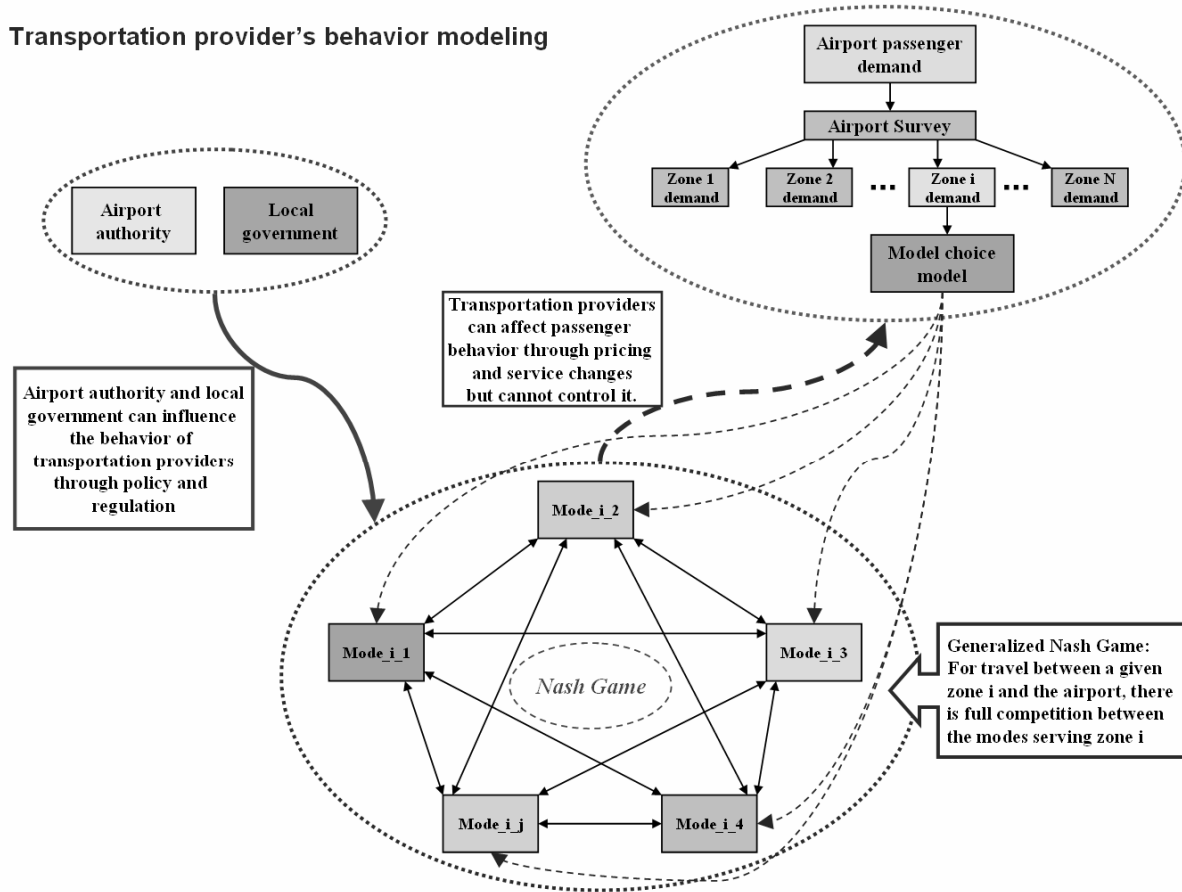 Transportation provider's behavior modeling
Airport passenger
demand
Airport Survey
Zone 1
demand
Zone 2
demand
...
Zone i
demand
...
Zone N
demand
Model choice
model
Airport
authority
Local
government
Transportation providers
can affect passenger
behavior through pricing
and service changes
but cannot control it.
Airport authority and local
government can influence
the behavior of
transportation providers
through policy and
regulation
Mode_i_2
Mode_i_1
Mode_i_3
Nash Game
Generalized Nash Game:
For travel between a given
zone i and the airport, there
is full competition between
the modes serving zone i
Mode_i_j
Mode_i_4